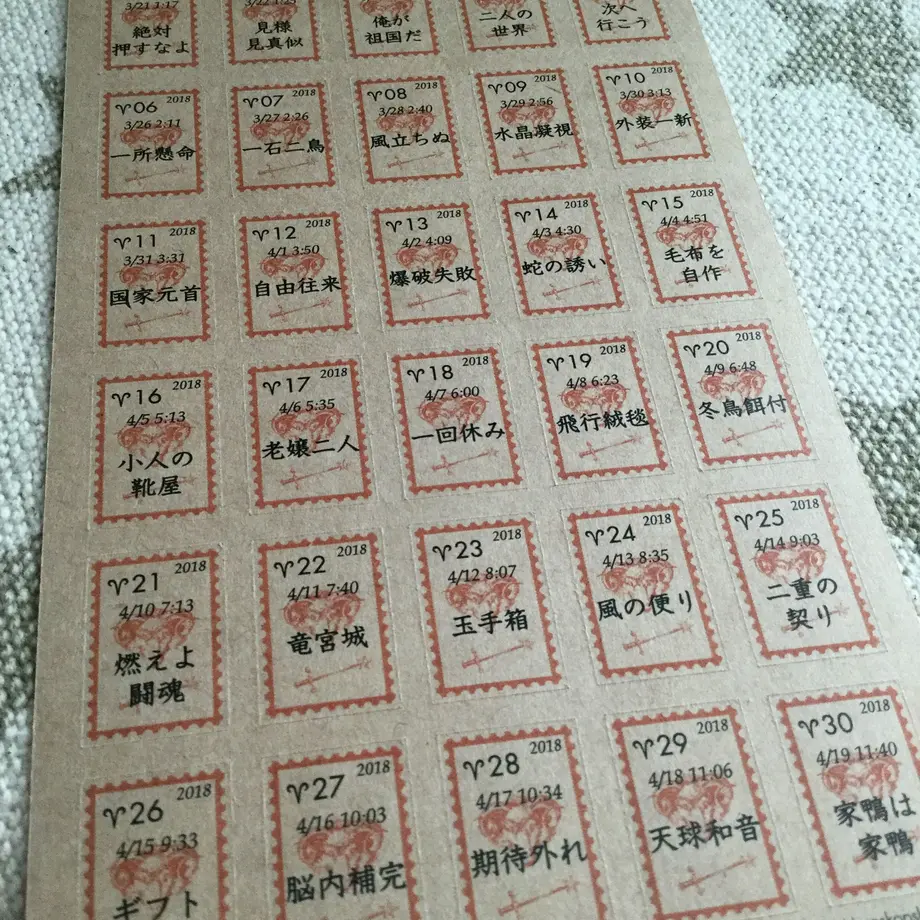 3/21 1:17
絶対
押すなよ
3/22 1:25
見様
見真似
俺が
祖国だ
二人の
世界
次へ
行こう
♈06 2018
3/26 2:11
一所懸命
♈07 2018
3/27 2:26
一石二鳥
♈08 2018
3/28 2:40
風立ちぬ
♈09 2018
3/29 2:56
水晶凝視
♈10 2018
3/30 3:13
外装一新
♈11 2018
3/31 3:31
国家元首
♈12 2018
4/1 3:50
自由往来
♈13 2018
4/2 4:09
爆破失敗
♈14 2018
4/3 4:30
蛇の誘い
♈15 2018
4/4 4:51
毛布を
自作
♈16 2018
4/5 5:13
小人の
靴屋
♈17 2018
4/6 5:35
老嬢二人
♈18 2018
4/7 6:00
一回休み
♈19 2018
4/8 6:23
飛行絨毯
♈20 2018
4/9 6:48
冬鳥餌付
♈21 2018
4/10 7:13
燃えよ
闘魂
♈22 2018
4/11 7:40
竜宮城
♈23 2018
4/12 8:07
玉手箱
♈24 2018
4/13 8:35
風の便り
♈25 2018
4/14 9:03
二重の
契り
♈26 2018
4/15 9:33
ギフト
♈27 2018
4/16 10:03
脳内補完
♈28 2018
4/17 10:34
期待外れ
♈29 2018
4/18 11:06
天球和音
♈30 2018
4/19 11:40
家鴨は
家鴨